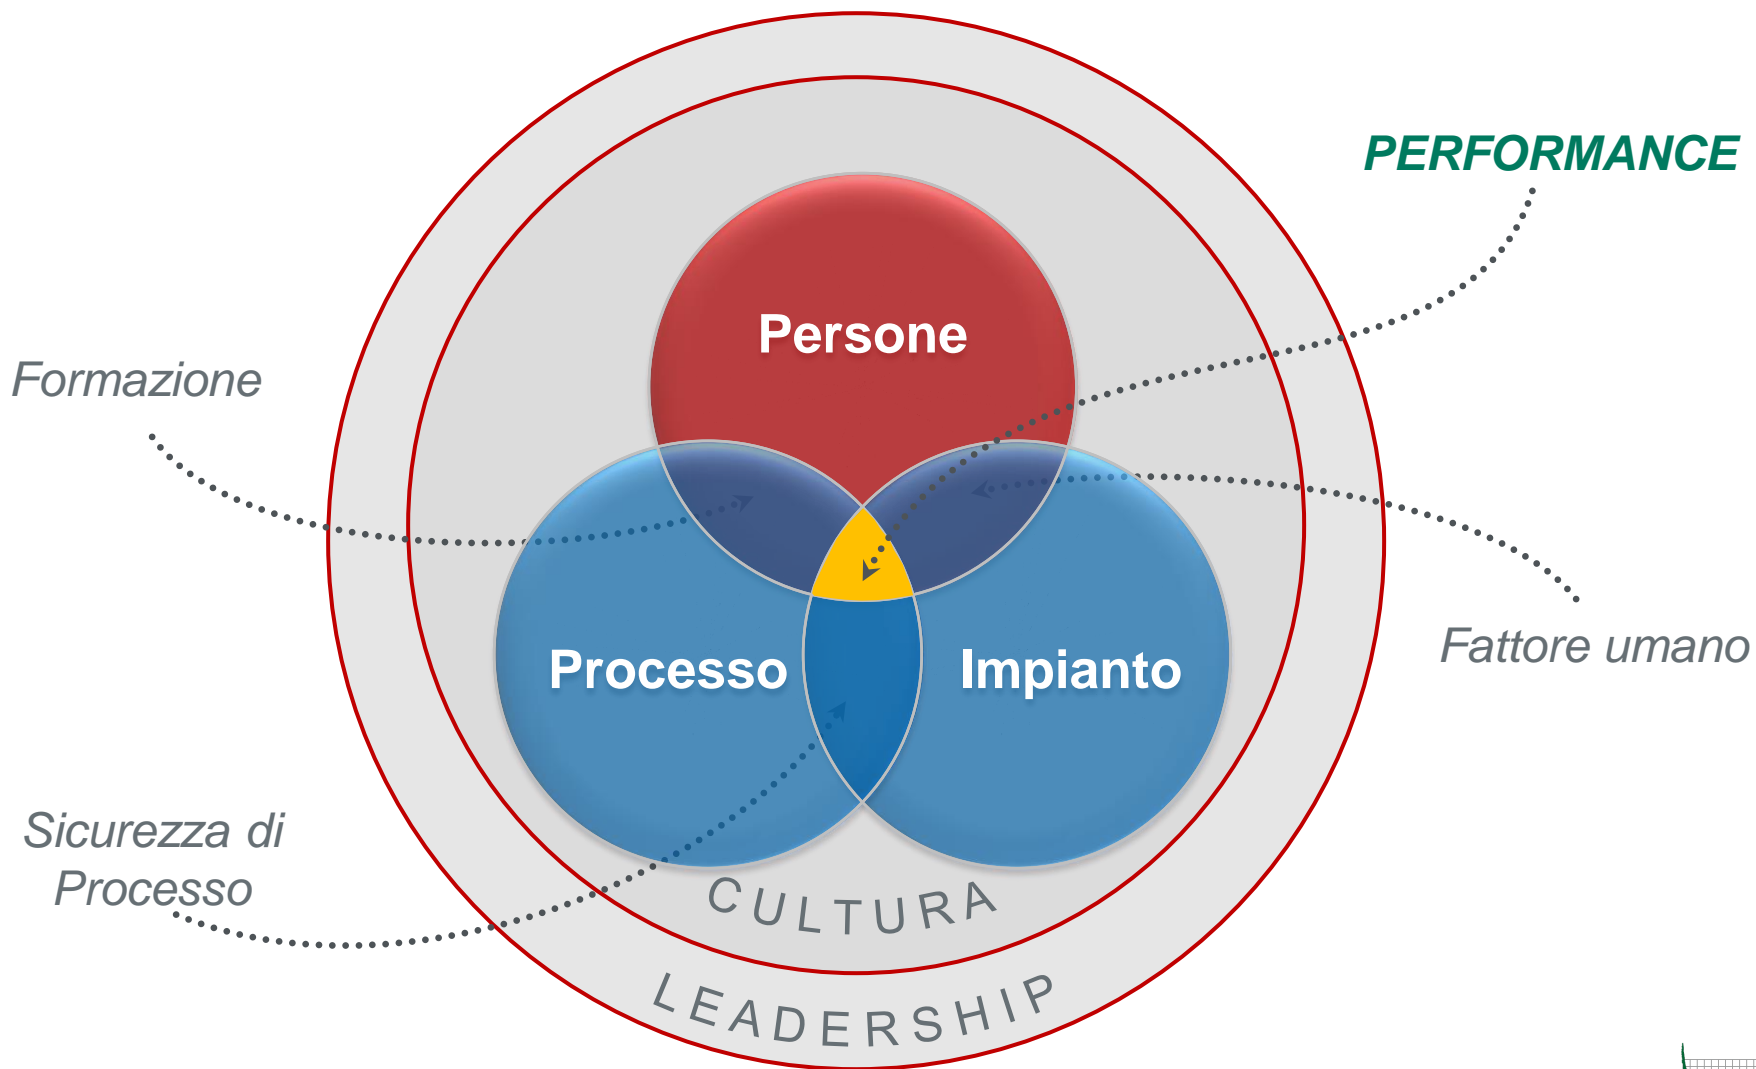 PERFORMANCE
Persone
Formazione
Fattore umano
Processo
Impianto
Sicurezza di
Processo
CULTURA
LEADERSHIP